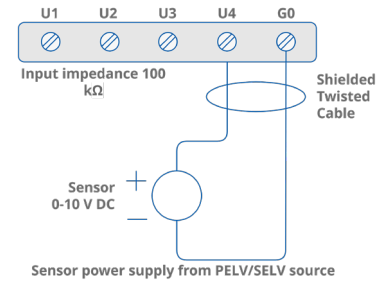 U1 U2 U3 U4 G0
Input impedance 100
kΩ
Shielded
Twisted
Cable
+
Sensor
0-10 V DC
—
Sensor power supply from PELV/SELV source